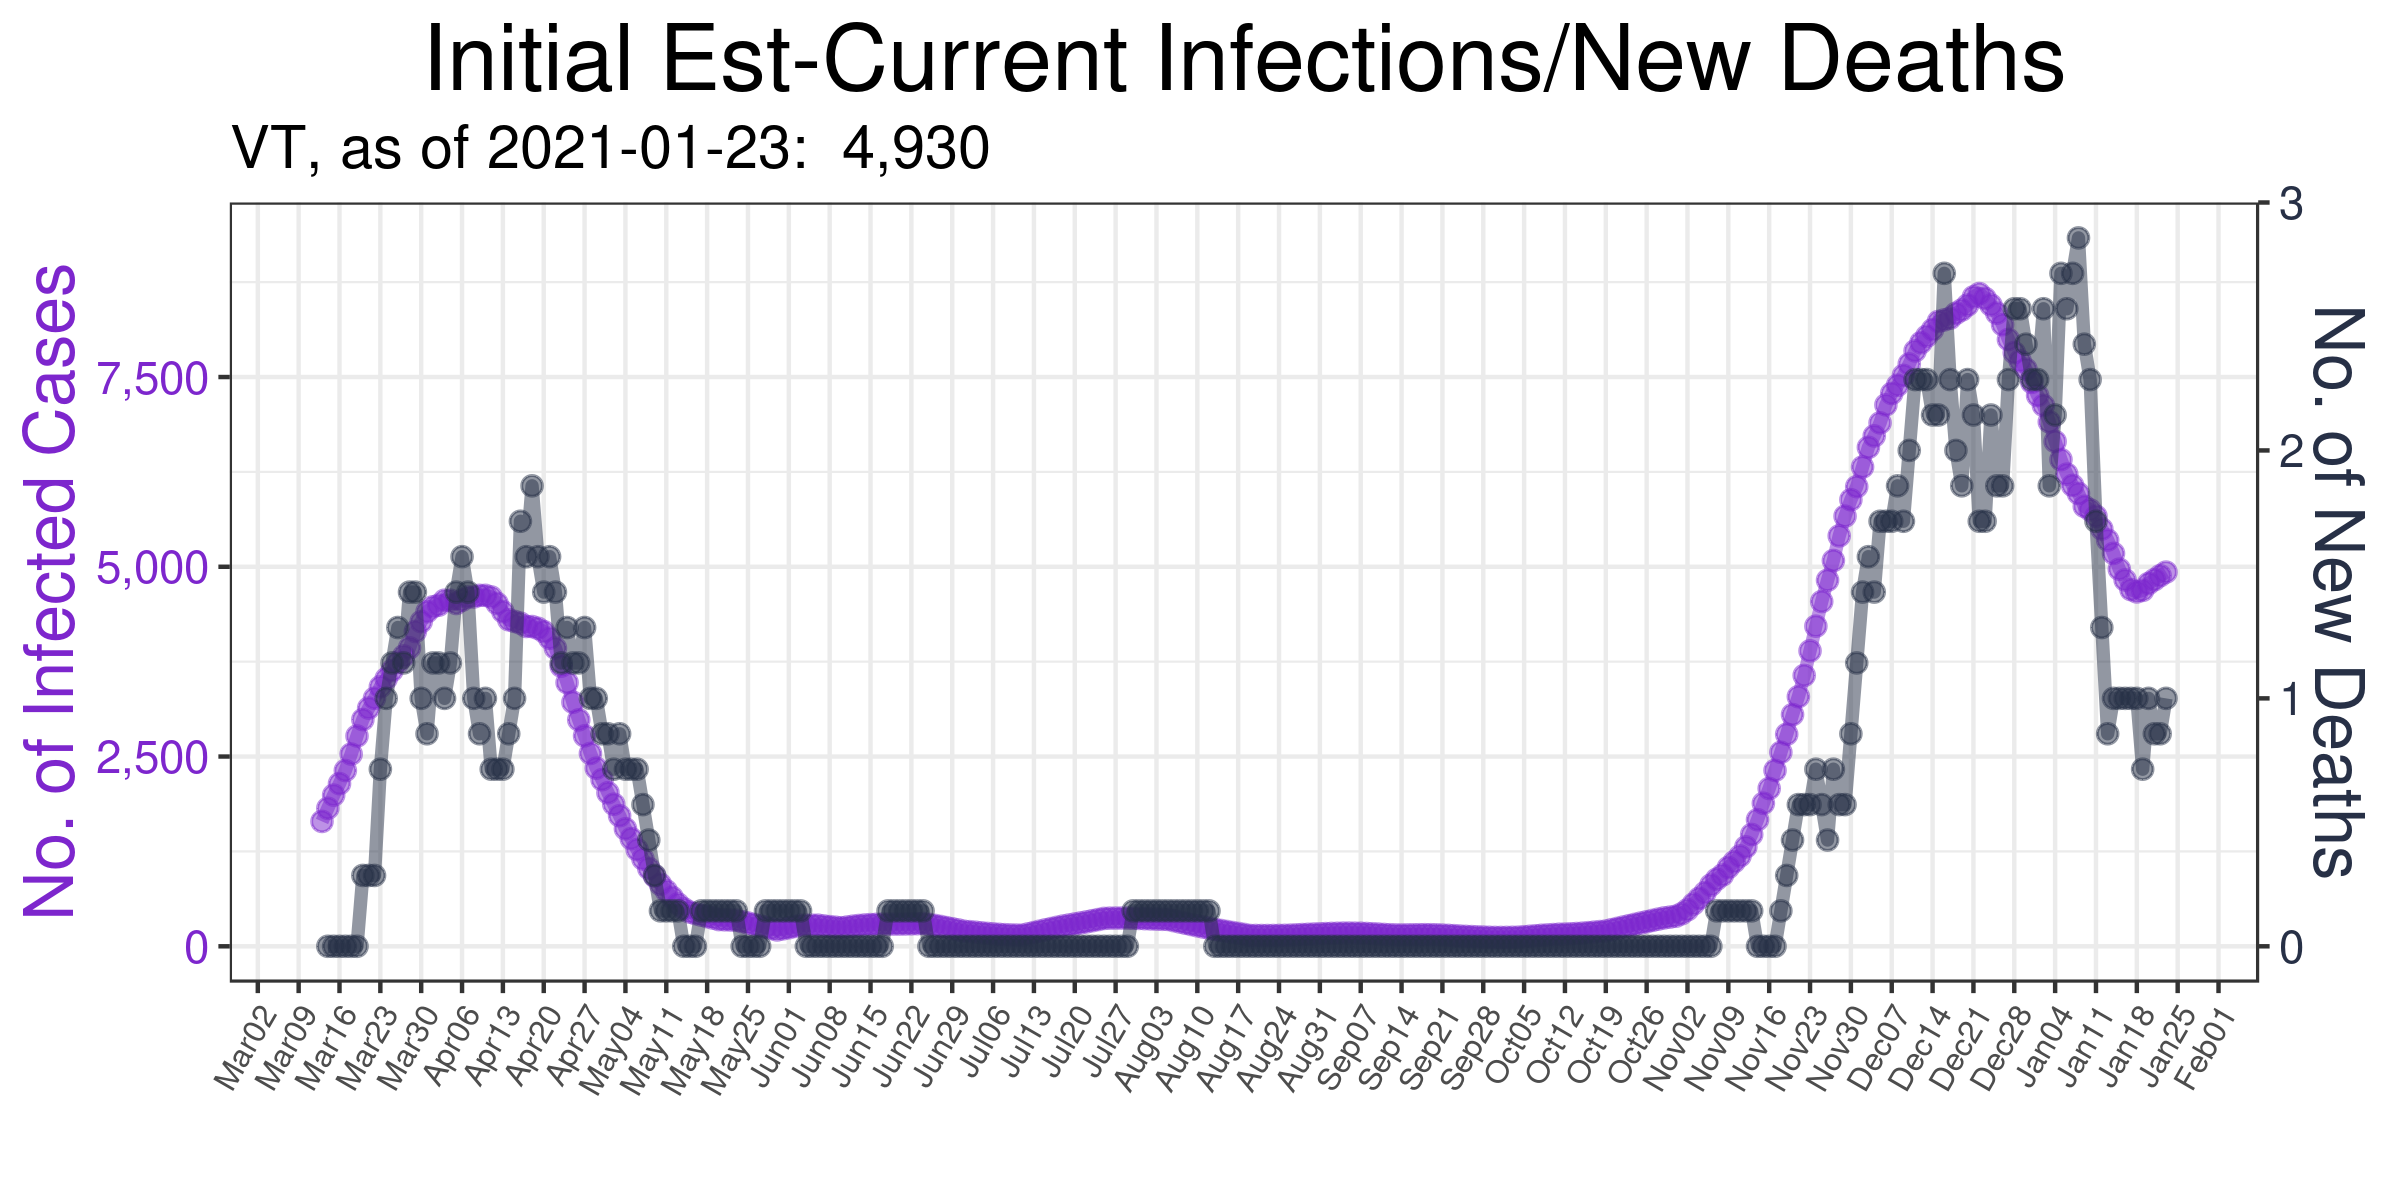 Initial Est-Current Infections/New Deaths
VT, as of 2021-01-23:  4,930
No. of Infected Cases
7,500
5,000
2,500
0
3
2
1
0
No. of New Deaths
Mar02
Mar09
Mar16
Mar23
Mar30
Apr06
Apr13
Apr20
Apr27
May04
May11
May18
May25
Jun01
Jun08
Jun15
Jun22
Jun29
Jul06
Jul13
Jul20
Jul27
Aug03
Aug10
Aug17
Aug24
Aug31
Sep07
Sep14
Sep21
Sep28
Oct05
Oct12
Oct19
Oct26
Nov02
Nov09
Nov16
Nov23
Nov30
Dec07
Dec14
Dec21
Dec28
Jan04
Jan11
Jan18
Jan25
Feb01